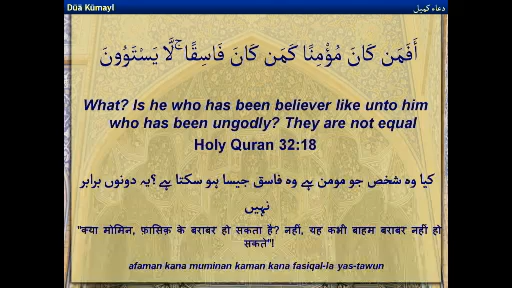 Dūā Kūmayl
دعاء كميل
أَفَمَن كَانَ مُؤْمِنًا كَمَن كَانَ فَاسِقًا ۚ لَّا يَسْتَوُونَ
What? Is he who has been believer like unto him
who has been ungodly? They are not equal
Holy Quran 32:18
کیا وہ شخص جو مومن ہے وہ فاسق جیسا ہو سکتا ہے ؟یہ دونوں برابر
نہیں
"क्या मोमिन, फ़ासिक़ के बराबर हो सकता है? नहीं, यह कभी बाहम बराबर नहीं हो
सकते"!
afaman kana muminan kaman kana fasiqal-la yas-tawun